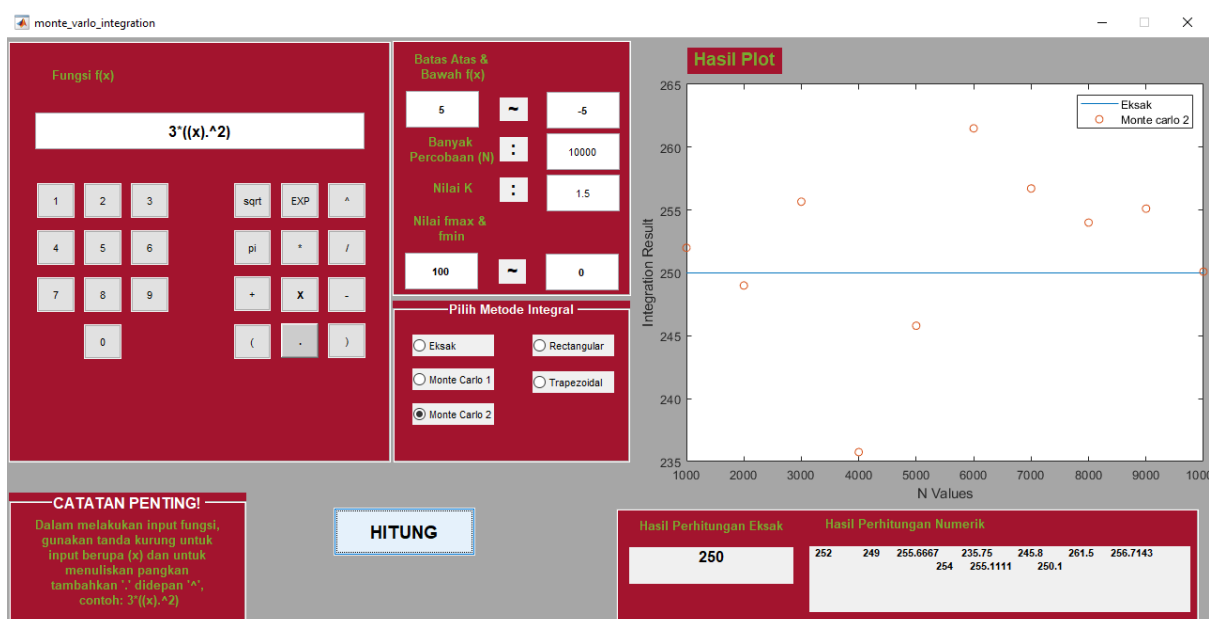 monte_varlo_integration
Fungsi f(x)
3*((x).^2)
1 2 3 sqrt EXP ^
4 5 6 pi * /
7 8 9 + X -
0 ( . )
Batas Atas &
Bawah f(x)
5 ~ -5
Banyak
Percobaan (N) : 10000
Nilai K : 1.5
Nilai fmax &
fmin
100 ~ 0
Pilih Metode Integral
Eksak Rectangular
Monte Carlo 1 Trapezoidal
Monte Carlo 2
Hasil Plot
Eksak
Monte carlo 2
265
260
255
250
245
240
235
Integration Result
1000 2000 3000 4000 5000 6000 7000 8000 9000 1000
N Values
CATATAN PENTING!
Dalam melakukan input fungsi,
gunakan tanda kurung untuk
input berupa (x) dan untuk
menuliskan pangkan
tambahkan '.' didepan '^',
contoh: 3*((x).^2)
HITUNG
Hasil Perhitungan Eksak
250
Hasil Perhitungan Numerik
252 249 255.6667 235.75 245.8 261.5 256.7143
254 255.1111 250.1